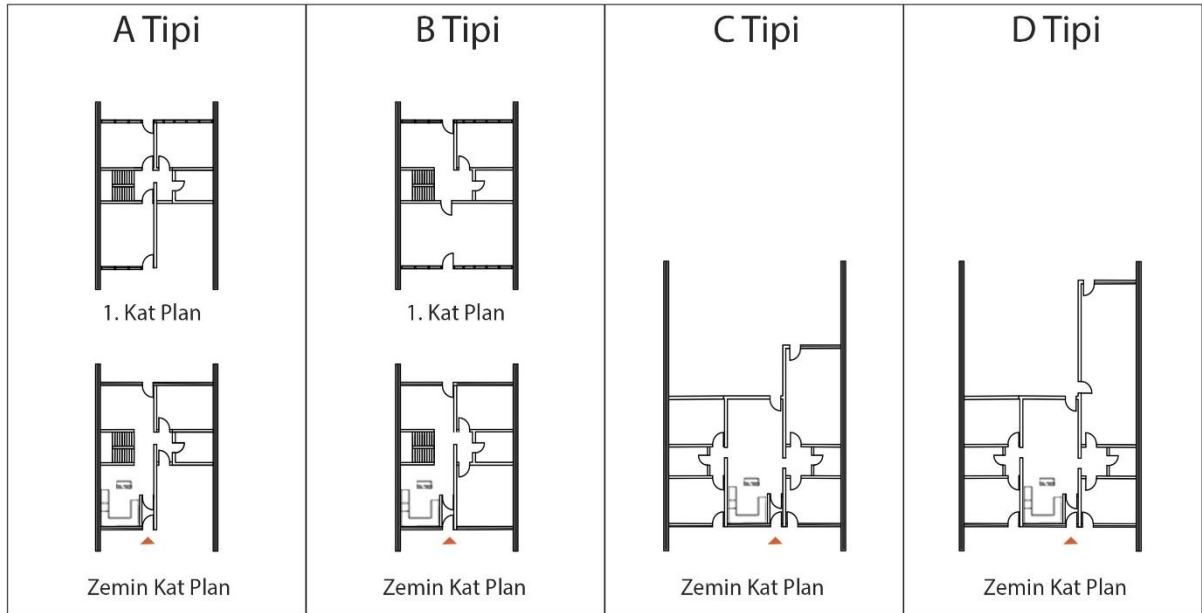 A Tipi
B Tipi
C Tipi
D Tipi
1. Kat Plan
1. Kat Plan
Zemin Kat Plan
Zemin Kat Plan
Zemin Kat Plan
Zemin Kat Plan